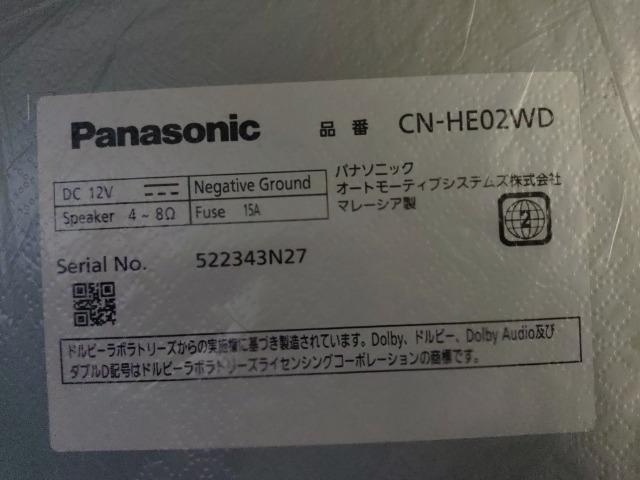 Panasonic 品番 CN-HE02WD
DC 12V Negative Ground
Speaker 4~8Ω Fuse 15A
パナソニック
オートモーティブシステムズ株式会社
マレーシア製
2
Serial No. 522343N27
ドルビーラボラトリーズからの実施権に基づき製造されています。Dolby、ドルビー、Dolby Audio及び
ダブルD記号はドルビーラボラトリーズライセンシングコーポレーションの商標です。